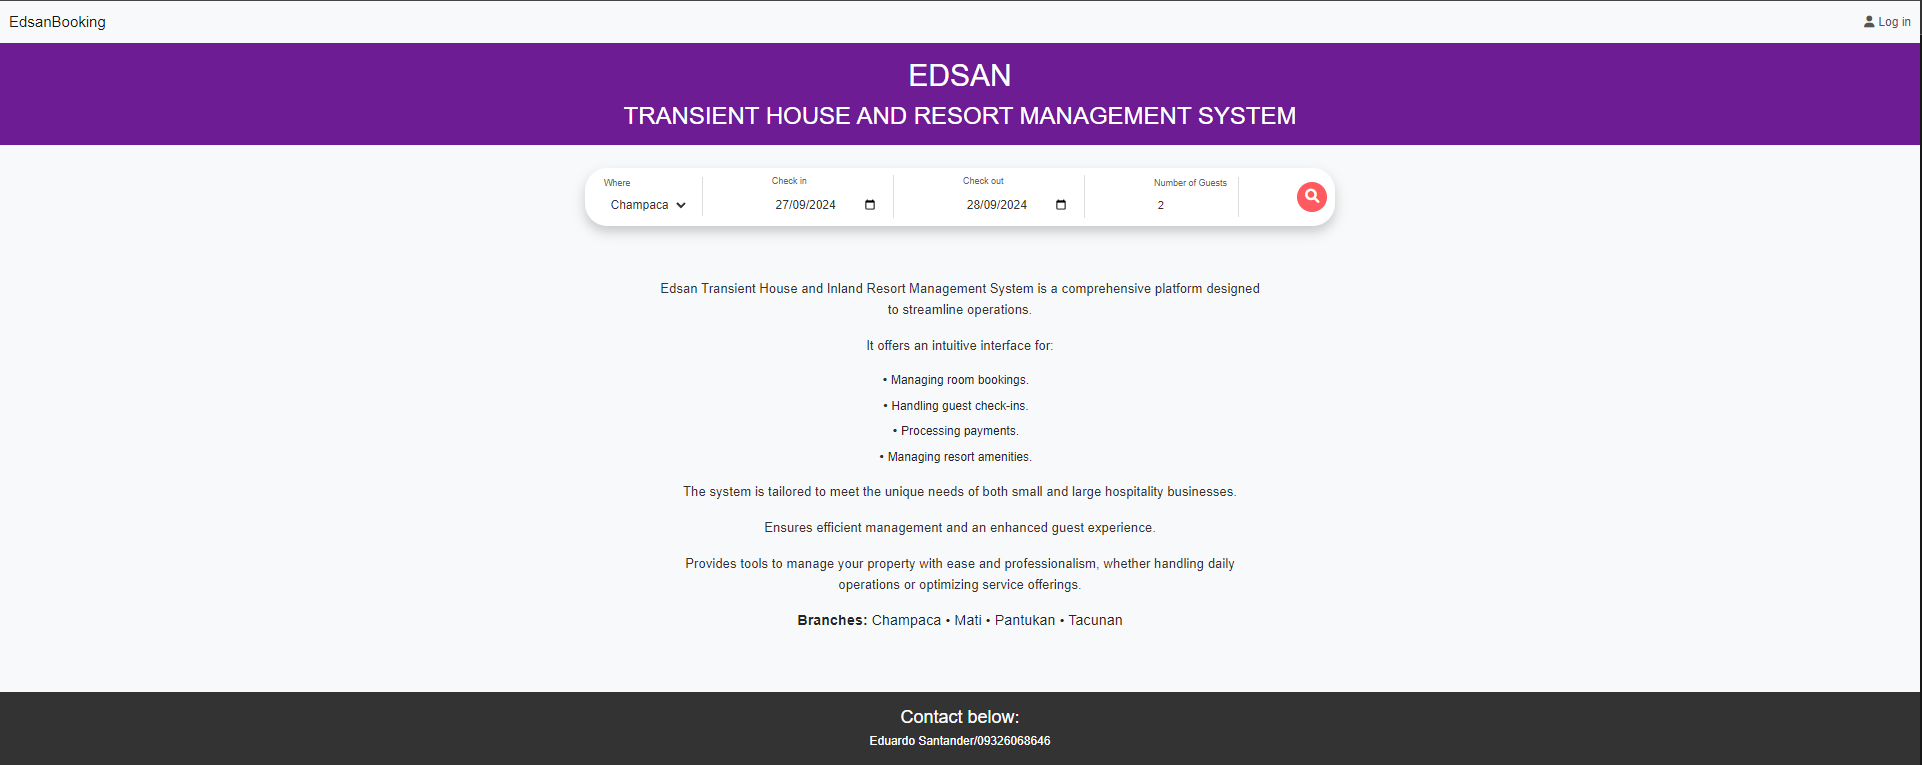 EdsanBooking
Log in
EDSAN
TRANSIENT HOUSE AND RESORT MANAGEMENT SYSTEM
Where
Champaca
Check in
27/09/2024
Check out
28/09/2024
Number of Guests
2
Edsan Transient House and Inland Resort Management System is a comprehensive platform designed
to streamline operations.
It offers an intuitive interface for:
• Managing room bookings.
• Handling guest check-ins.
• Processing payments.
• Managing resort amenities.
The system is tailored to meet the unique needs of both small and large hospitality businesses.
Ensures efficient management and an enhanced guest experience.
Provides tools to manage your property with ease and professionalism, whether handling daily
operations or optimizing service offerings.
Branches: Champaca • Mati • Pantukan • Tacunan
Contact below:
Eduardo Santander/09326068646